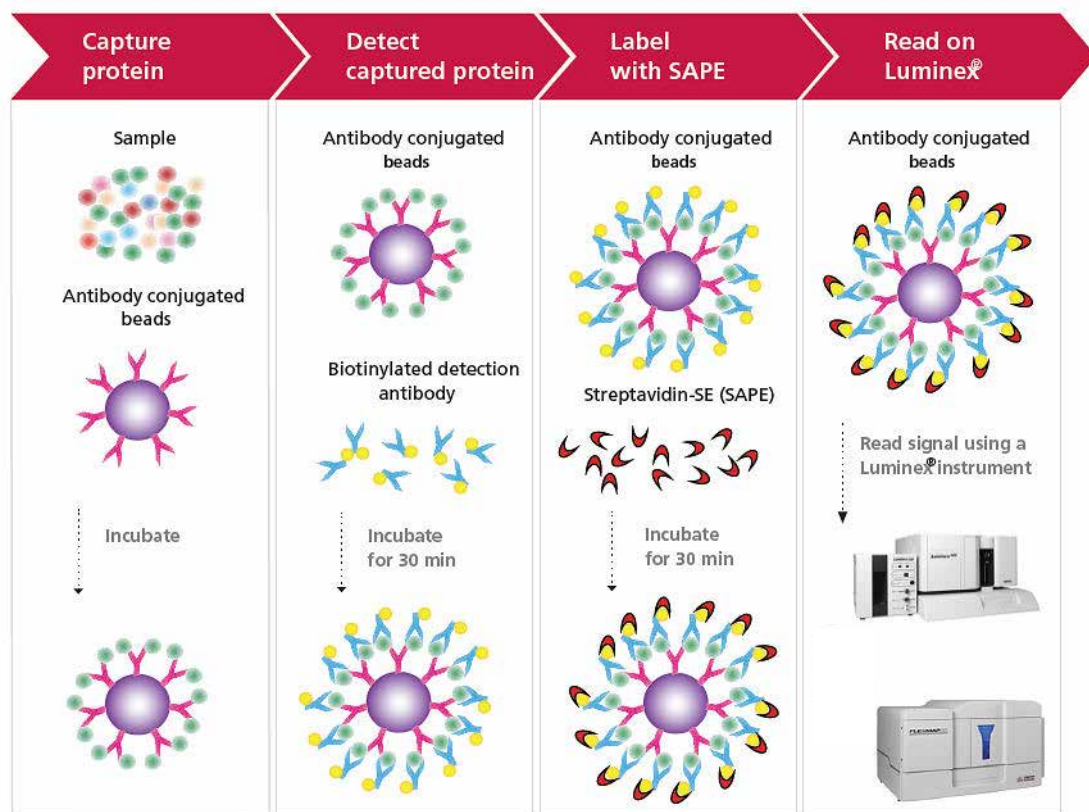 Capture
protein
Detect
captured protein
Label
with SAPE
Read on
Luminex®
Sample
Antibody conjugated
beads
Incubate
Antibody conjugated
beads
Biotinylated detection
antibody
Incubate
for 30 min
Antibody conjugated
beads
Streptavidin-SE (SAPE)
Incubate
for 30 min
Antibody conjugated
beads
Read signal using a
Luminex® instrument